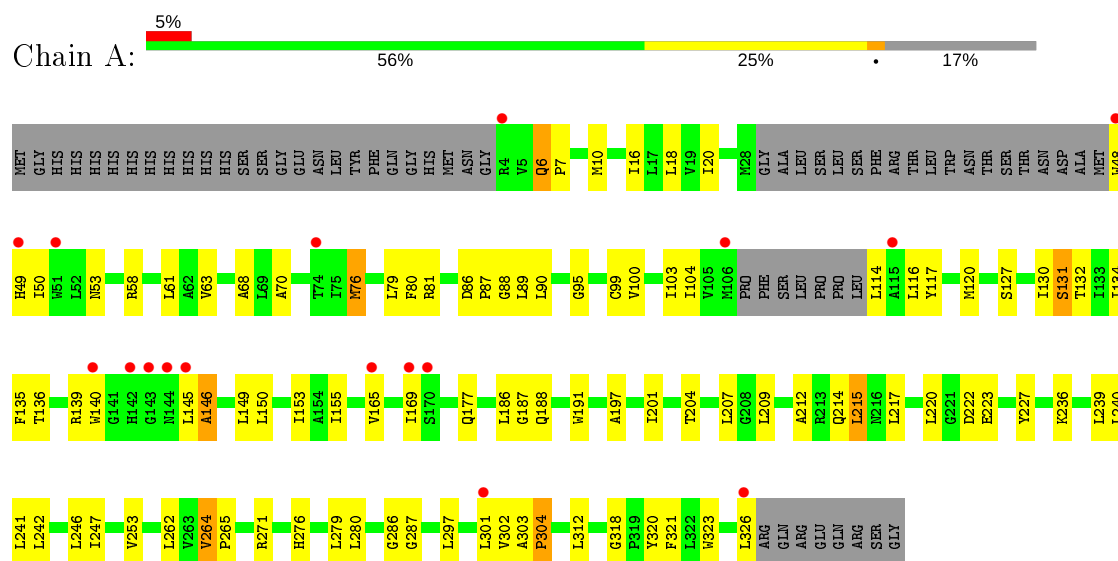 5%
Chain A:
56% 25% • 17%
MET GLY HIS HIS HIS HIS HIS HIS HIS HIS HIS HIS SER SER GLY GLU ASN LEU TYR PHE GLN GLY HIS MET ASN GLY R4 V5 Q6 P7 M10 I16 L17 L18 V19 I20 M28 GLY ALA LEU SER LEU SER PHE ARG THR LEU TRP ASN THR SER THR ASN ASP ALA MET W48
H49 I50 W51 L52 N53 R58 L61 A62 V63 A68 L69 A70 T74 I75 M76 L79 F80 R81 D86 P87 G88 L89 L90 G95 C99 V100 I103 I104 V105 M106 PRO PHE SER LEU PRO PRO LEU L114 A115 L116 Y117 M120 S127 I130 S131 T132 I133 I134
F135 T136 R139 W140 G141 H142 G143 N144 L145 A146 L149 L150 I153 A154 I155 V165 I169 S170 Q177 L186 G187 Q188 W191 A197 I201 T204 L207 G208 L209 A212 R213 Q214 L215 N216 L217 L220 G221 D222 E223 Y227 K236 L239 L240
L241 L242 L246 I247 V253 L262 V263 V264 P265 R271 H276 L279 L280 G286 G287 L297 L301 V302 A303 P304 L312 G318 P319 Y320 F321 L322 W323 L326 ARG GLN ARG GLU GLN ARG SER GLY